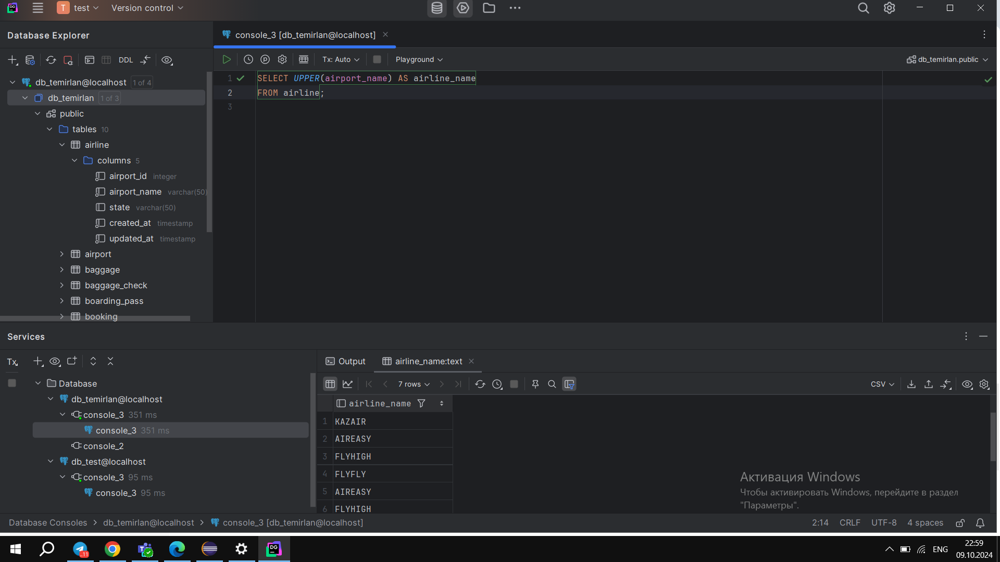 T test Version control
Database Explorer
console_3 [db_temirlan@localhost]
DDL
Tx: Auto
Playground
db_temirlan.public
db_temirlan@localhost 1 of 4
db_temirlan 1 of 3
public
tables 10
airline
columns 5
airport_id integer
airport_name varchar(50)
state varchar(50)
created_at timestamp
updated_at timestamp
airport
baggage
baggage_check
boarding_pass
booking
1 SELECT UPPER(airport_name) AS airline_name
2 FROM airline;
3
Services
Tx
Database
db_temirlan@localhost
console_3 351 ms
console_3 351 ms
console_2
db_test@localhost
console_3 95 ms
console_3 95 ms
Output airline_name:text
7 rows CSV
airline_name
1 KAZAIR
2 AIREASY
3 FLYHIGH
4 FLYFLY
5 AIREASY
6 FLYHIGH
Активация Windows
Чтобы активировать Windows, перейдите в раздел
"Параметры".
Database Consoles > db_temirlan@localhost > console_3 [db_temirlan@localhost]
2:14 CRLF UTF-8 4 spaces
ENG
22:59
09.10.2024